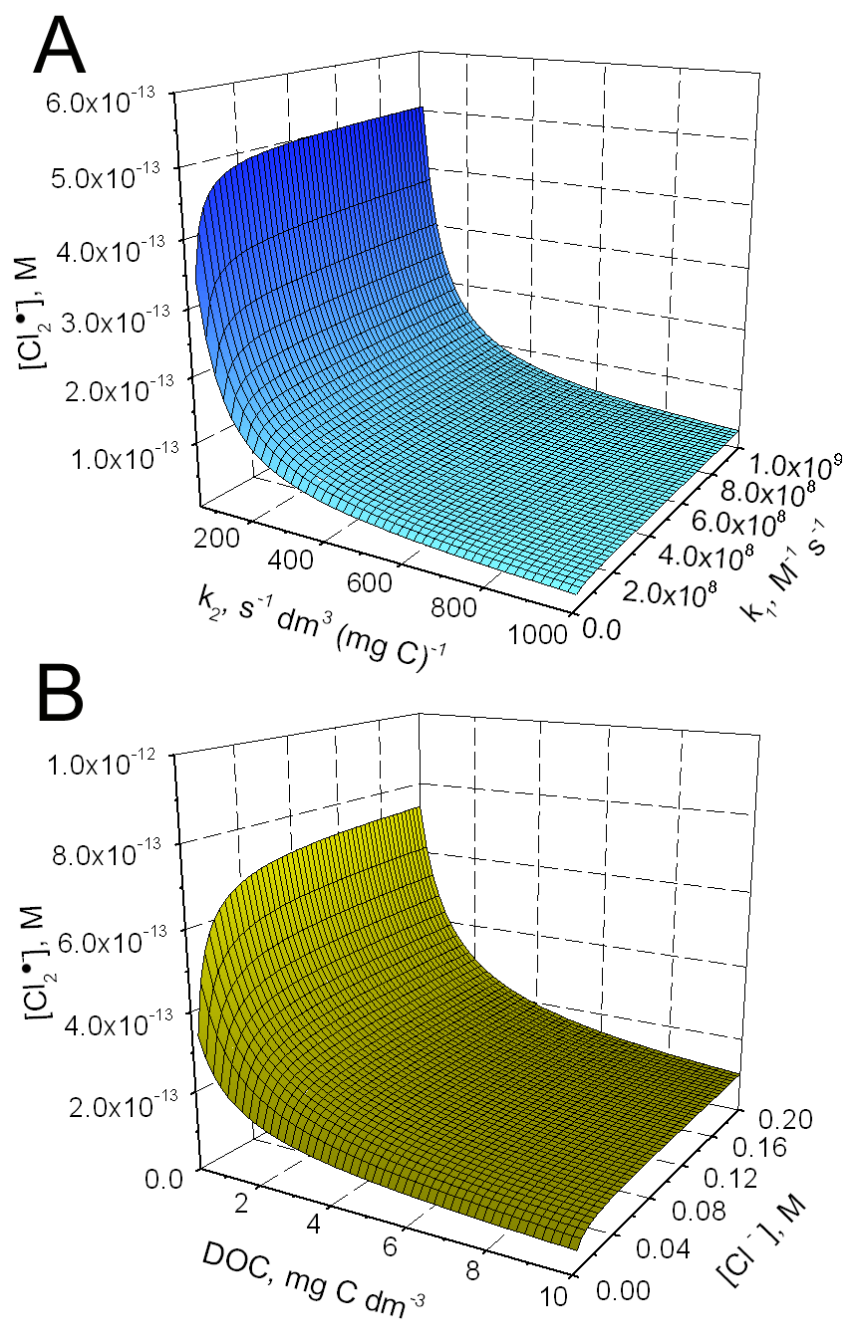 A
6.0x10⁻¹³
5.0x10⁻¹³
4.0x10⁻¹³
3.0x10⁻¹³
2.0x10⁻¹³
1.0x10⁻¹³
[Cl₂•⁻], M
200
400
600
800
1000
k₂, s⁻¹ dm³ (mg C)⁻¹
0.0
2.0x10⁸
4.0x10⁸
6.0x10⁸
8.0x10⁸
1.0x10⁹
k₁, M⁻¹ s⁻¹
B
1.0x10⁻¹²
8.0x10⁻¹³
6.0x10⁻¹³
4.0x10⁻¹³
2.0x10⁻¹³
0.0
[Cl₂•⁻], M
2
4
6
8
10
DOC, mg C dm⁻³
0.00
0.04
0.08
0.12
0.16
0.20
[Cl⁻], M